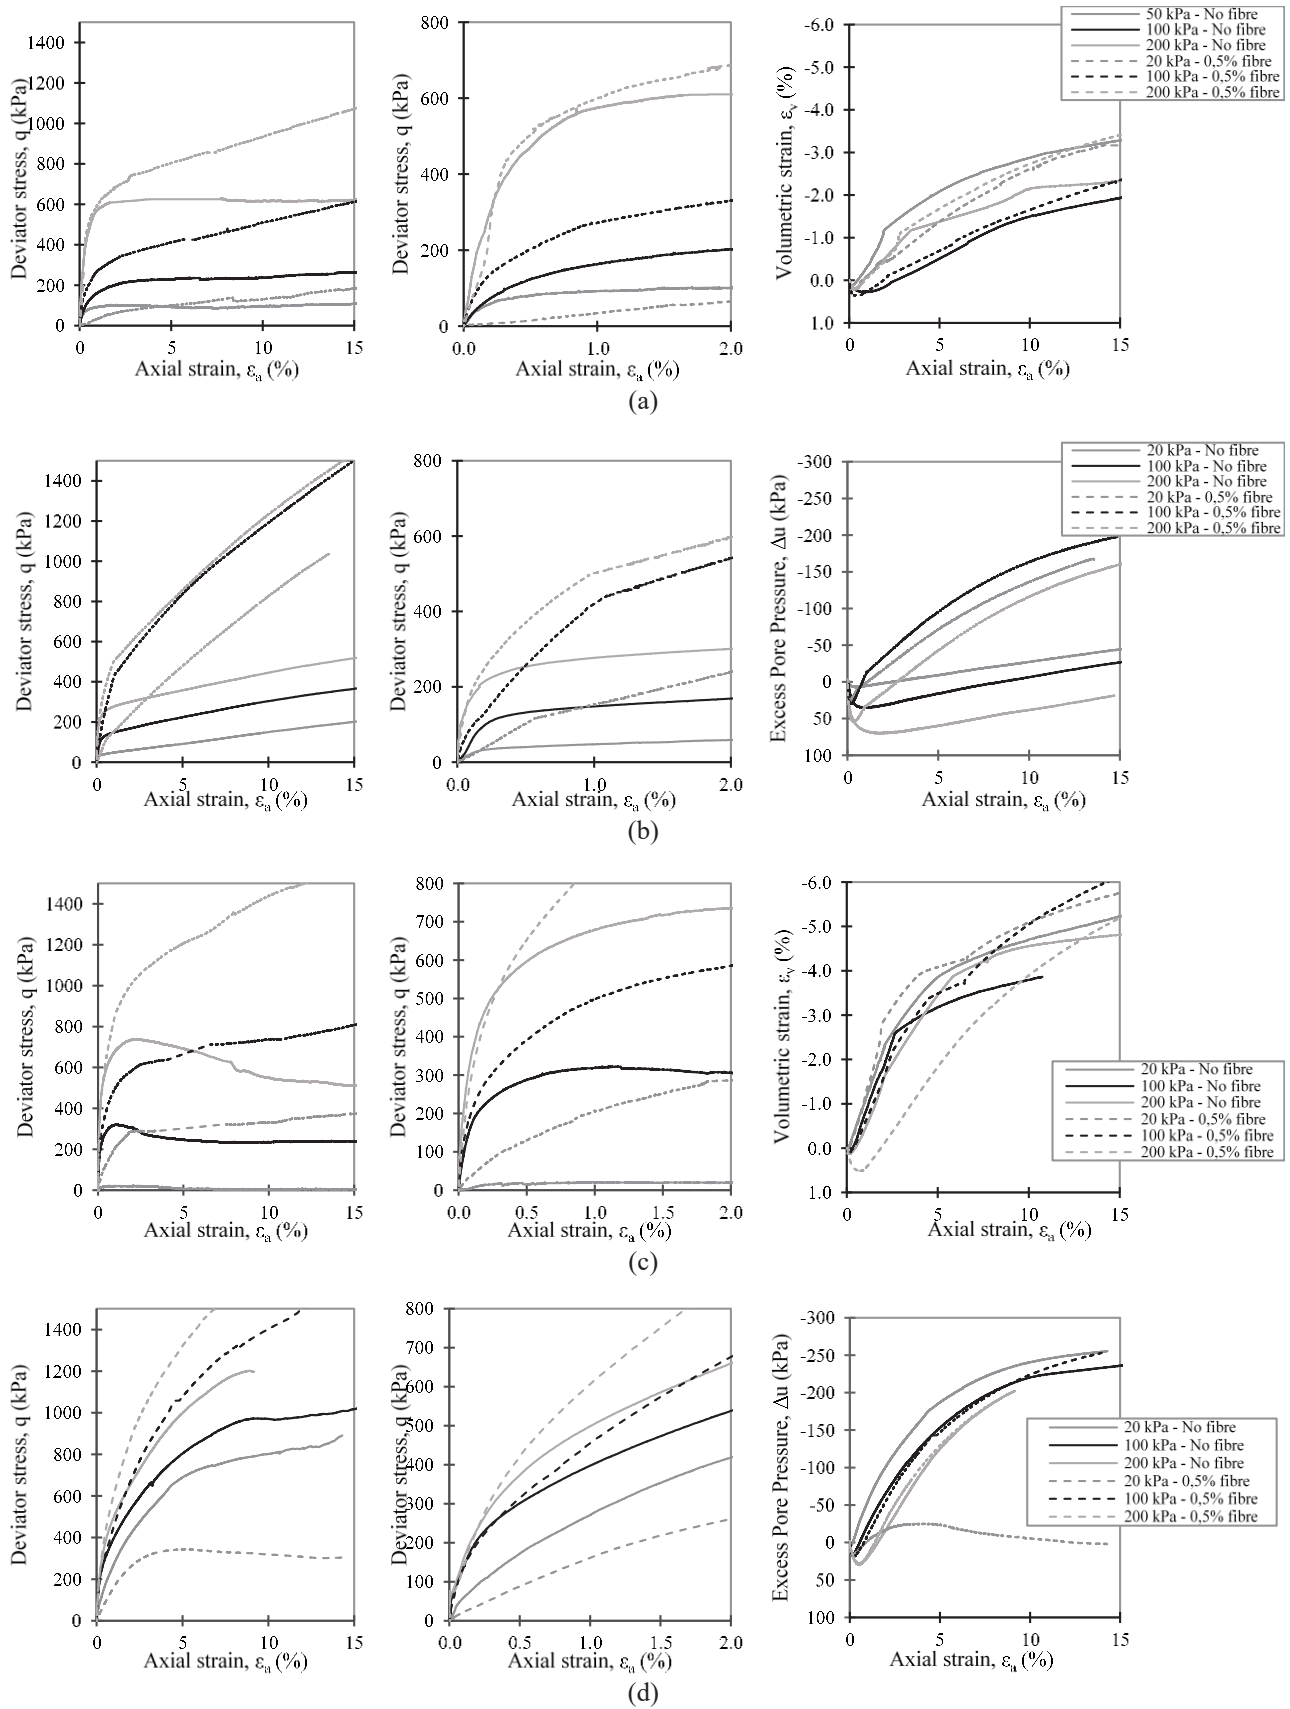 1400
1200
1000
800
600
400
200
0
0 5 10 15
Deviator stress, q (kPa)
Axial strain, εa (%)
800
600
400
200
0
0.0 1.0 2.0
Deviator stress, q (kPa)
Axial strain, εa (%)
-6.0
-5.0
-4.0
-3.0
-2.0
-1.0
0.0
1.0
0 5 10 15
Volumetric strain, εv (%)
Axial strain, εa (%)
50 kPa - No fibre
100 kPa - No fibre
200 kPa - No fibre
20 kPa - 0,5% fibre
100 kPa - 0,5% fibre
200 kPa - 0,5% fibre
(a)
1400
1200
1000
800
600
400
200
0
0 5 10 15
Deviator stress, q (kPa)
Axial strain, εa (%)
800
600
400
200
0
0.0 1.0 2.0
Deviator stress, q (kPa)
Axial strain, εa (%)
-300
-250
-200
-150
-100
-50
0
50
100
0 5 10 15
Excess Pore Pressure, Δu (kPa)
Axial strain, εa (%)
20 kPa - No fibre
100 kPa - No fibre
200 kPa - No fibre
20 kPa - 0,5% fibre
100 kPa - 0,5% fibre
200 kPa - 0,5% fibre
(b)
1400
1200
1000
800
600
400
200
0
0 5 10 15
Deviator stress, q (kPa)
Axial strain, εa (%)
800
700
600
500
400
300
200
100
0
0.0 0.5 1.0 1.5 2.0
Deviator stress, q (kPa)
Axial strain, εa (%)
-6.0
-5.0
-4.0
-3.0
-2.0
-1.0
0.0
1.0
0 5 10 15
Volumetric strain, εv (%)
Axial strain, εa (%)
20 kPa - No fibre
100 kPa - No fibre
200 kPa - No fibre
20 kPa - 0,5% fibre
100 kPa - 0,5% fibre
200 kPa - 0,5% fibre
(c)
1400
1200
1000
800
600
400
200
0
0 5 10 15
Deviator stress, q (kPa)
Axial strain, εa (%)
800
700
600
500
400
300
200
100
0
0.0 0.5 1.0 1.5 2.0
Deviator stress, q (kPa)
Axial strain, εa (%)
-300
-250
-200
-150
-100
-50
0
50
100
0 5 10 15
Excess Pore Pressure, Δu (kPa)
Axial strain, εa (%)
20 kPa - No fibre
100 kPa - No fibre
200 kPa - No fibre
20 kPa - 0,5% fibre
100 kPa - 0,5% fibre
200 kPa - 0,5% fibre
(d)